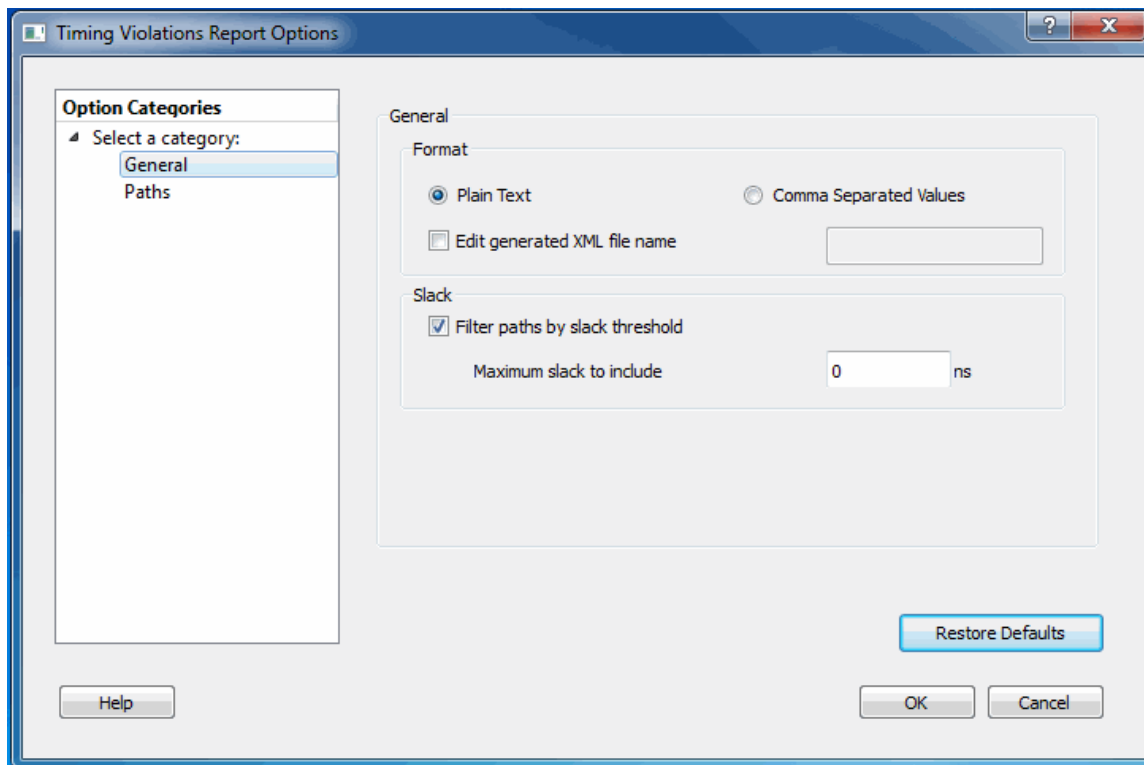 Timing Violations Report Options
?
X
Option Categories
Select a category:
General
Paths
General
Format
Plain Text
Comma Separated Values
Edit generated XML file name
Slack
Filter paths by slack threshold
Maximum slack to include
0
ns
Restore Defaults
Help
OK
Cancel